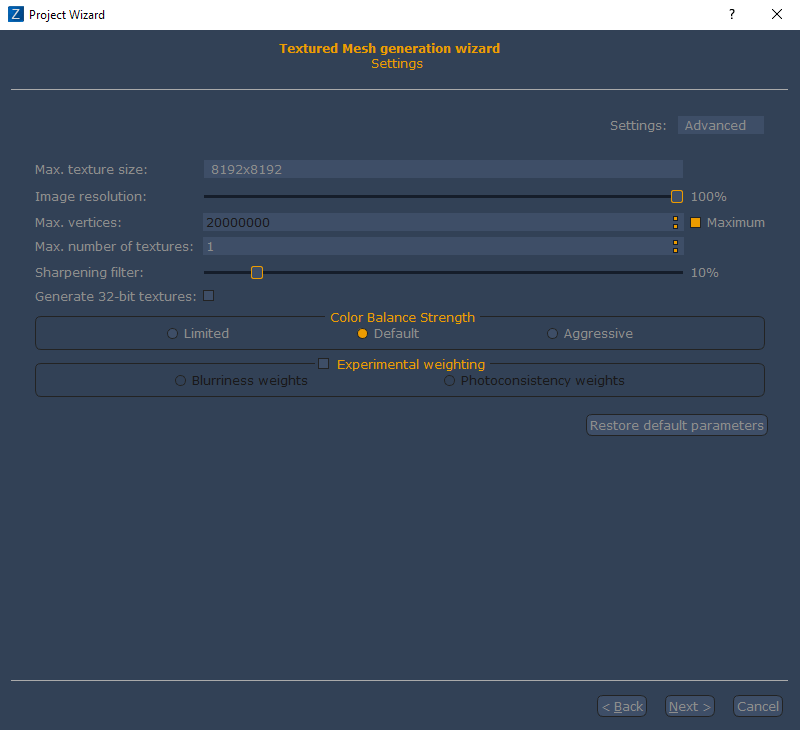 Z Project Wizard ?
Textured Mesh generation wizard
Settings
Settings: Advanced
Max. texture size: 8192x8192
Image resolution: 100%
Max. vertices: 20000000 Maximum
Max. number of textures: 1
Sharpening filter: 10%
Generate 32-bit textures:
Color Balance Strength
Limited Default Aggressive
Experimental weighting
Blurriness weights Photoconsistency weights
Restore default parameters
< Back Next > Cancel